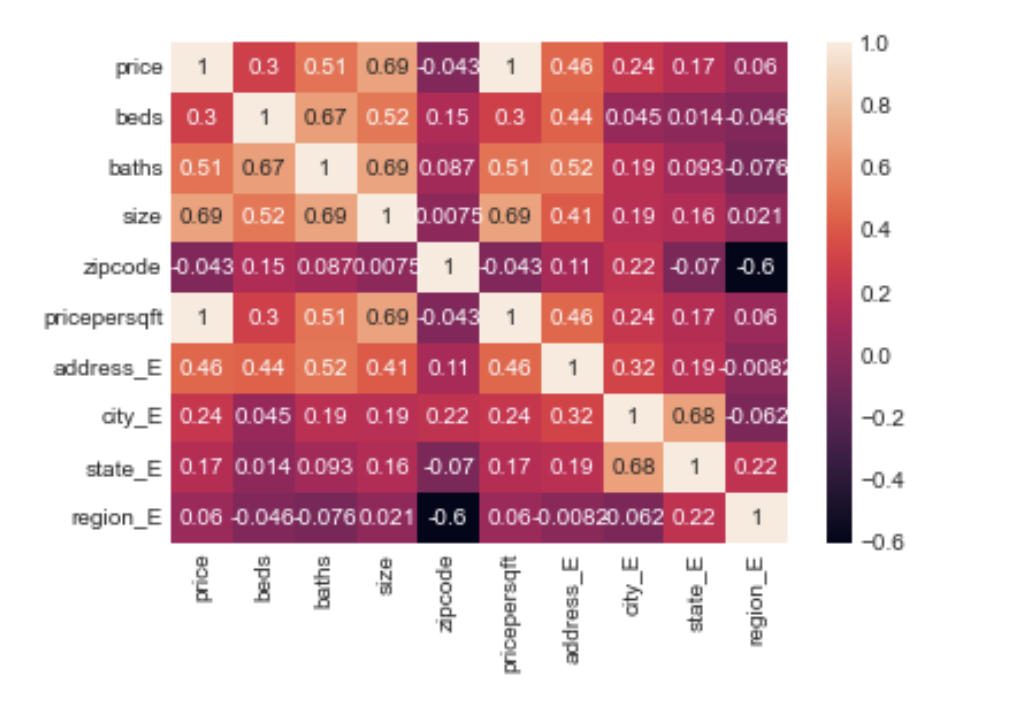 price 1 0.3 0.51 0.69 -0.043 1 0.46 0.24 0.17 0.06
beds 0.3 1 0.67 0.52 0.15 0.3 0.44 0.045 0.014 -0.046
baths 0.51 0.67 1 0.69 0.087 0.51 0.52 0.19 0.093 -0.076
size 0.69 0.52 0.69 1 0.0075 0.69 0.41 0.19 0.16 0.021
zipcode -0.043 0.15 0.087 0.0075 1 -0.043 0.11 0.22 -0.07 -0.6
pricepersqft 1 0.3 0.51 0.69 -0.043 1 0.46 0.24 0.17 0.06
address_E 0.46 0.44 0.52 0.41 0.11 0.46 1 0.32 0.19 -0.0082
city_E 0.24 0.045 0.19 0.19 0.22 0.24 0.32 1 0.68 -0.062
state_E 0.17 0.014 0.093 0.16 -0.07 0.17 0.19 0.68 1 0.22
region_E 0.06 -0.046 -0.076 0.021 -0.6 0.06 -0.0082 -0.062 0.22 1
price
beds
baths
size
zipcode
pricepersqft
address_E
city_E
state_E
region_E
1.0
0.8
0.6
0.4
0.2
0.0
−0.2
−0.4
−0.6